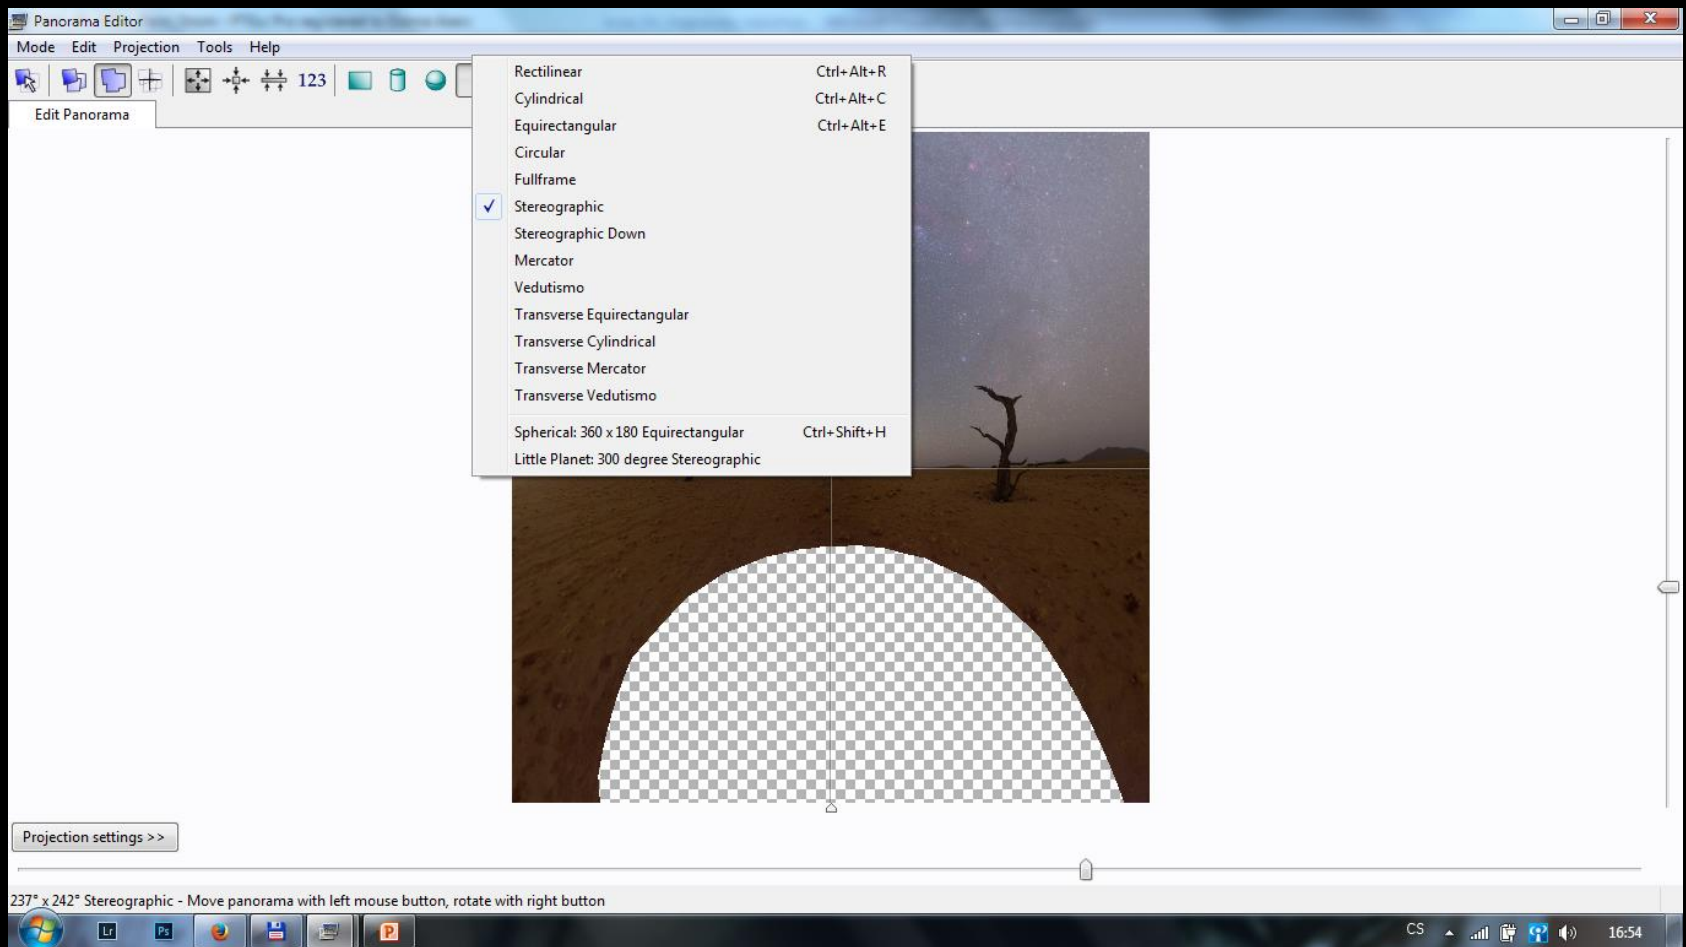 Panorama Editor
Mode Edit Projection Tools Help
123
Edit Panorama
Rectilinear Ctrl+Alt+R
Cylindrical Ctrl+Alt+C
Equirectangular Ctrl+Alt+E
Circular
Fullframe
Stereographic
Stereographic Down
Mercator
Vedutismo
Transverse Equirectangular
Transverse Cylindrical
Transverse Mercator
Transverse Vedutismo
Spherical: 360 x 180 Equirectangular Ctrl+Shift+H
Little Planet: 300 degree Stereographic
Projection settings >>
237° x 242° Stereographic - Move panorama with left mouse button, rotate with right button
Lr Ps P CS 16:54